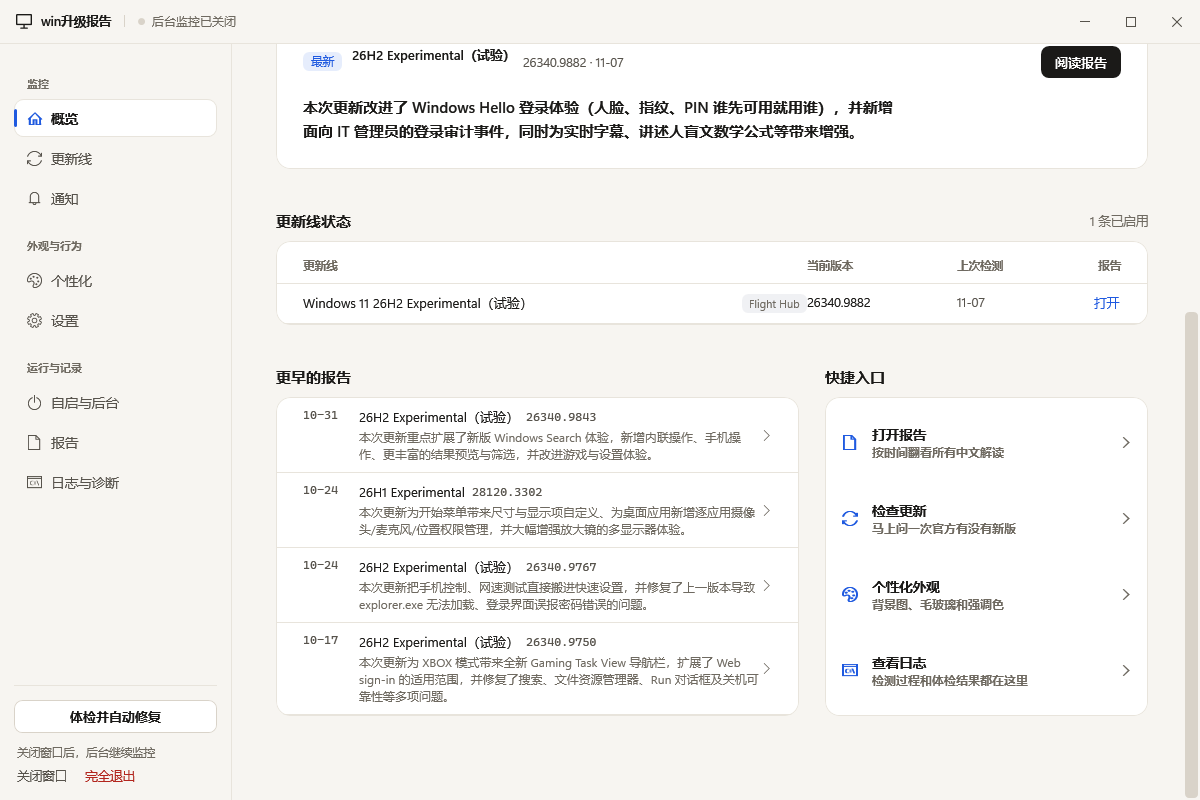 win升级报告
后台监控已关闭
监控
概览
更新线
通知
外观与行为
个性化
设置
运行与记录
自启与后台
报告
日志与诊断
体检并自动修复
关闭窗口后，后台继续监控
关闭窗口 完全退出
最新 26H2 Experimental（试验） 26340.9882 · 11-07
阅读报告
本次更新改进了 Windows Hello 登录体验（人脸、指纹、PIN 谁先可用就用谁），并新增
面向 IT 管理员的登录审计事件，同时为实时字幕、讲述人盲文数学公式等带来增强。
更新线状态
1 条已启用
更新线 当前版本 上次检测 报告
Windows 11 26H2 Experimental（试验） Flight Hub 26340.9882 11-07 打开
更早的报告
10-31 26H2 Experimental（试验） 26340.9843
本次更新重点扩展了新版 Windows Search 体验，新增内联操作、手机操
作、更丰富的结果预览与筛选，并改进游戏与设置体验。
10-24 26H1 Experimental 28120.3302
本次更新为开始菜单带来尺寸与显示项自定义、为桌面应用新增逐应用摄像
头/麦克风/位置权限管理，并大幅增强放大镜的多显示器体验。
10-24 26H2 Experimental（试验） 26340.9767
本次更新把手机控制、网速测试直接搬进快速设置，并修复了上一版本导致
explorer.exe 无法加载、登录界面误报密码错误的问题。
10-17 26H2 Experimental（试验） 26340.9750
本次更新为 XBOX 模式带来全新 Gaming Task View 导航栏，扩展了 Web
sign-in 的适用范围，并修复了搜索、文件资源管理器、Run 对话框及关机可
靠性等多项问题。
快捷入口
打开报告
按时间翻看所有中文解读
检查更新
马上问一次官方有没有新版
个性化外观
背景图、毛玻璃和强调色
查看日志
检测过程和体检结果都在这里